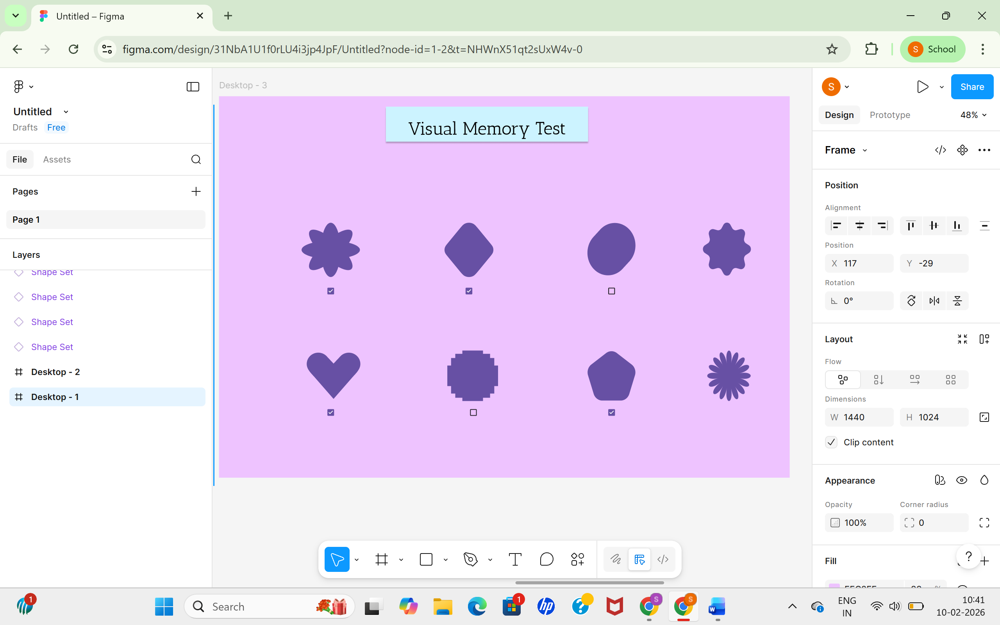 Untitled – Figma
figma.com/design/31NbA1U1f0rLU4i3jp4JpF/Untitled?node-id=1-2&t=NHWnX51qt2sUxW4v-0
S School
Untitled
Drafts Free
File Assets
Pages
Page 1
Layers
Shape Set
Shape Set
Shape Set
Shape Set
Desktop - 2
Desktop - 1
Desktop - 3
Visual Memory Test
S
Share
Design Prototype 48%
Frame
Position
Alignment
Position
X 117 Y -29
Rotation
0°
Layout
Flow
Dimensions
W 1440 H 1024
Clip content
Appearance
Opacity Corner radius
100% 0
Fill
?
1
Search
1
hp
?
S
S
W
ENG
IN
10:41
10-02-2026